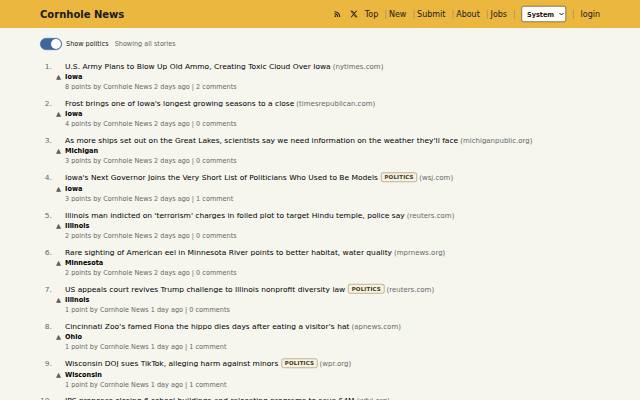 Cornhole News
Top | New | Submit | About | Jobs | System | login
Show politics Showing all stories
1. U.S. Army Plans to Blow Up Old Ammo, Creating Toxic Cloud Over Iowa (nytimes.com)
▲ Iowa
8 points by Cornhole News 2 days ago | 2 comments
2. Frost brings one of Iowa's longest growing seasons to a close (timesrepublican.com)
▲ Iowa
4 points by Cornhole News 2 days ago | 0 comments
3. As more ships set out on the Great Lakes, scientists say we need information on the weather they'll face (michiganpublic.org)
▲ Michigan
3 points by Cornhole News 2 days ago | 0 comments
4. Iowa's Next Governor Joins the Very Short List of Politicians Who Used to Be Models POLITICS (wsj.com)
▲ Iowa
3 points by Cornhole News 2 days ago | 1 comment
5. Illinois man indicted on 'terrorism' charges in foiled plot to target Hindu temple, police say (reuters.com)
▲ Illinois
2 points by Cornhole News 2 days ago | 0 comments
6. Rare sighting of American eel in Minnesota River points to better habitat, water quality (mprnews.org)
▲ Minnesota
2 points by Cornhole News 2 days ago | 0 comments
7. US appeals court revives Trump challenge to Illinois nonprofit diversity law POLITICS (reuters.com)
▲ Illinois
1 point by Cornhole News 1 day ago | 0 comments
8. Cincinnati Zoo's famed Fiona the hippo dies days after eating a visitor's hat (apnews.com)
▲ Ohio
1 point by Cornhole News 1 day ago | 1 comment
9. Wisconsin DOJ sues TikTok, alleging harm against minors POLITICS (wpr.org)
▲ Wisconsin
1 point by Cornhole News 1 day ago | 1 comment